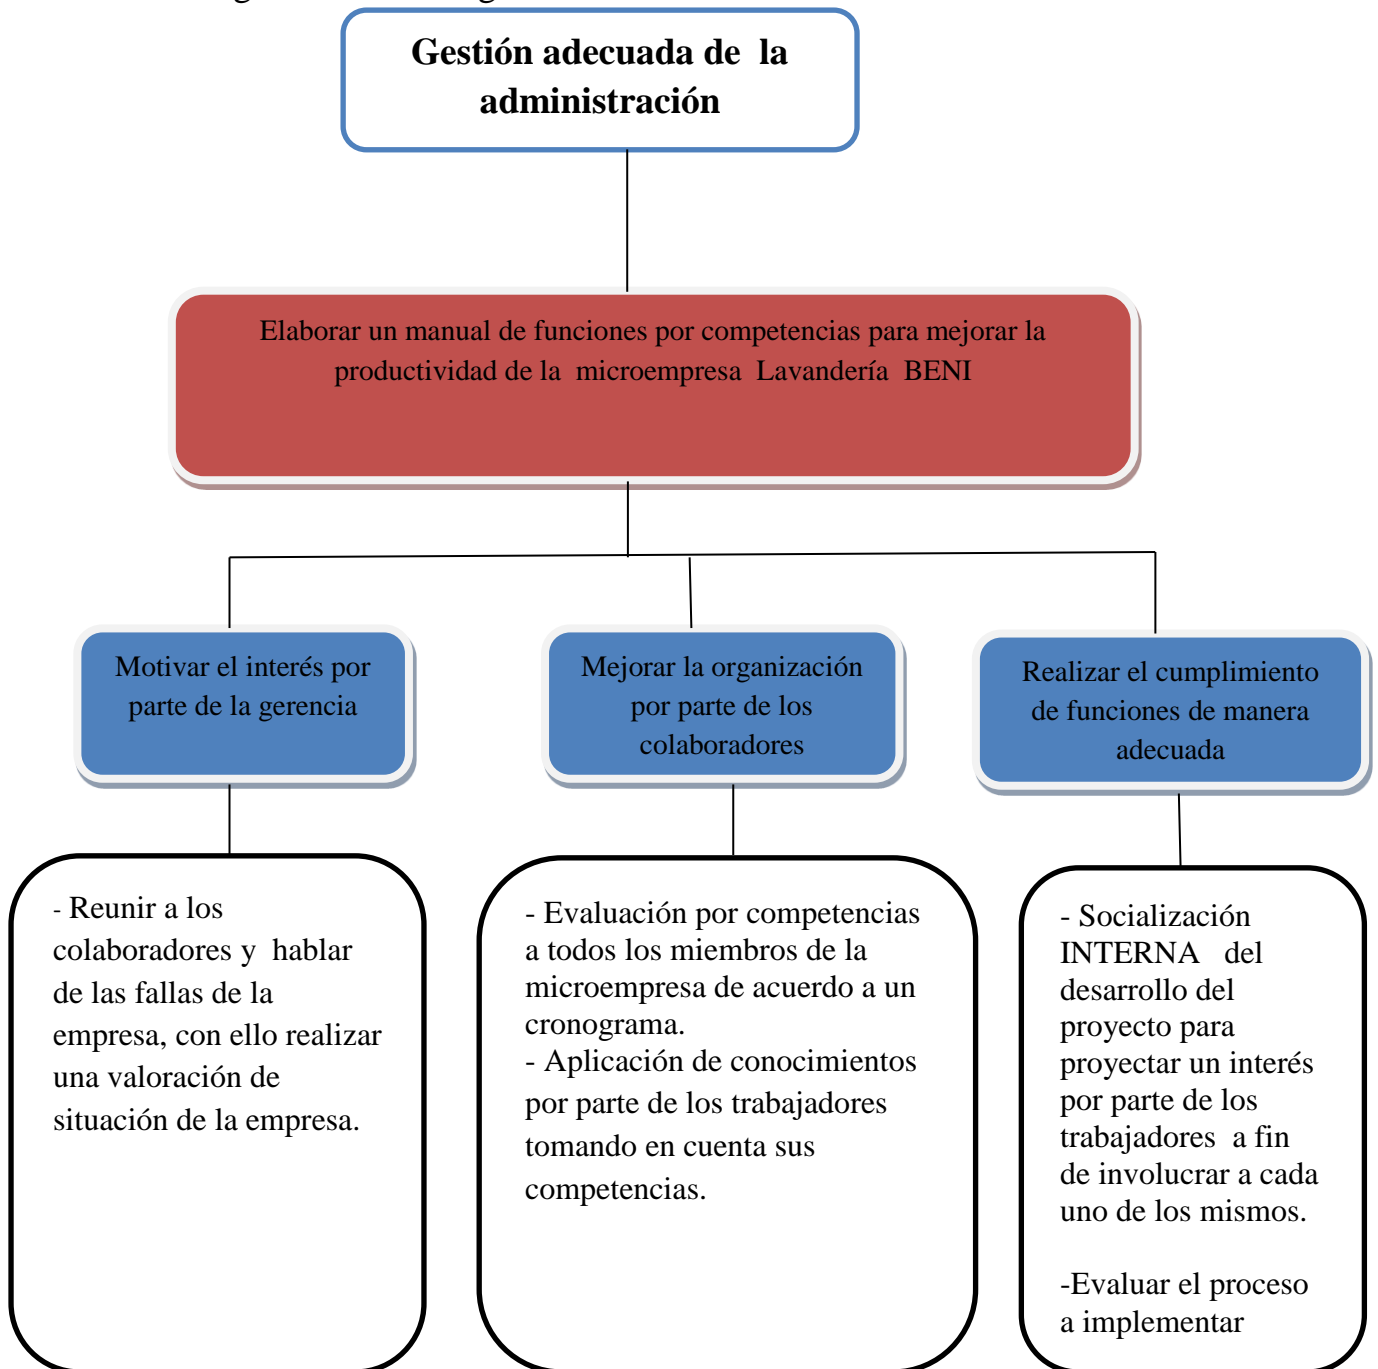 Gestión adecuada de  la
administración
Elaborar un manual de funciones por competencias para mejorar la
productividad de la  microempresa  Lavandería  BENI
Motivar el interés por
parte de la gerencia
Mejorar la organización
por parte de los
colaboradores
Realizar el cumplimiento
de funciones de manera
adecuada
- Reunir a los
colaboradores y  hablar
de las fallas de la
empresa, con ello realizar
una valoración de
situación de la empresa.
- Evaluación por competencias
a todos los miembros de la
microempresa de acuerdo a un
cronograma.
- Aplicación de conocimientos
por parte de los trabajadores
tomando en cuenta sus
competencias.
- Socialización
INTERNA   del
desarrollo del
proyecto para
proyectar un interés
por parte de los
trabajadores  a fin
de involucrar a cada
uno de los mismos.
-Evaluar el proceso
a implementar